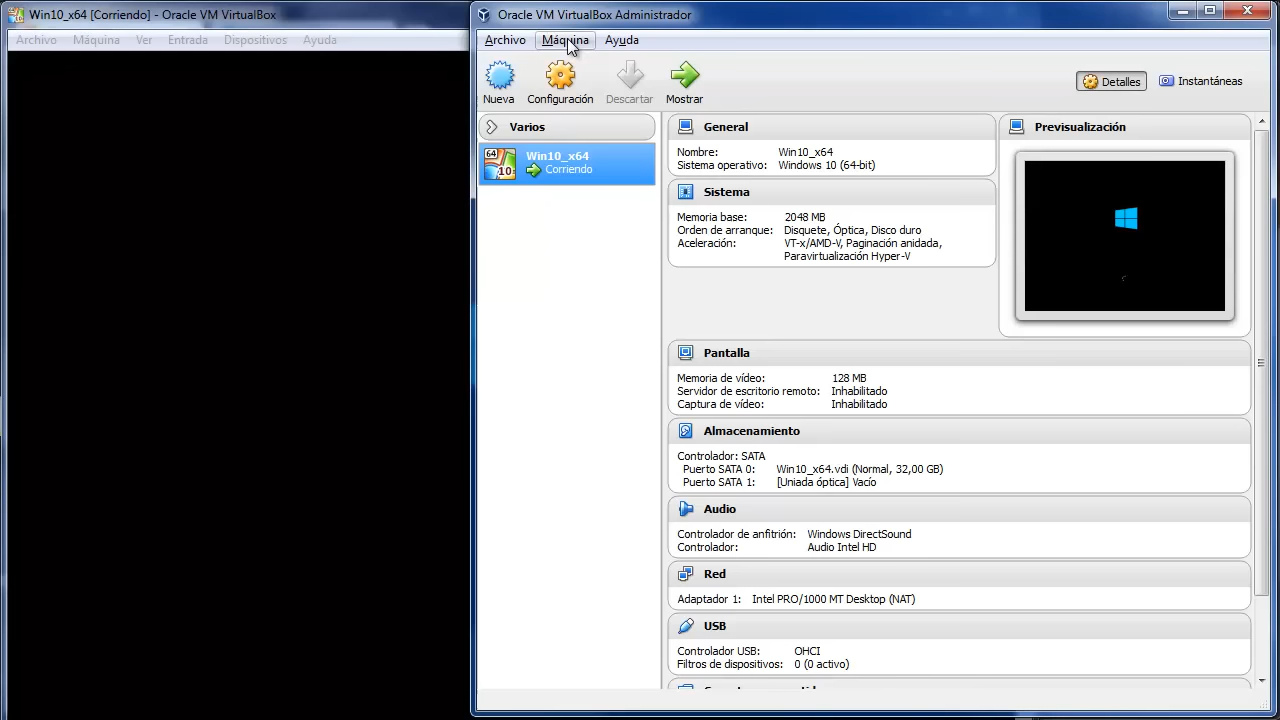 Win10_x64 [Corriendo] - Oracle VM VirtualBox
Archivo Máquina Ver Entrada Dispositivos Ayuda
Oracle VM VirtualBox Administrador
Archivo Máquina Ayuda
Nueva Configuración Descartar Mostrar
Detalles Instantáneas
Varios
64
10
Win10_x64
Corriendo
General
Nombre: Win10_x64
Sistema operativo: Windows 10 (64-bit)
Sistema
Memoria base: 2048 MB
Orden de arranque: Disquete, Óptica, Disco duro
Aceleración: VT-x/AMD-V, Paginación anidada,
Paravirtualización Hyper-V
Previsualización
Pantalla
Memoria de vídeo: 128 MB
Servidor de escritorio remoto: Inhabilitado
Captura de vídeo: Inhabilitado
Almacenamiento
Controlador: SATA
Puerto SATA 0: Win10_x64.vdi (Normal, 32,00 GB)
Puerto SATA 1: [Uniada óptica] Vacío
Audio
Controlador de anfitrión: Windows DirectSound
Controlador: Audio Intel HD
Red
Adaptador 1: Intel PRO/1000 MT Desktop (NAT)
USB
Controlador USB: OHCI
Filtros de dispositivos: 0 (0 activo)